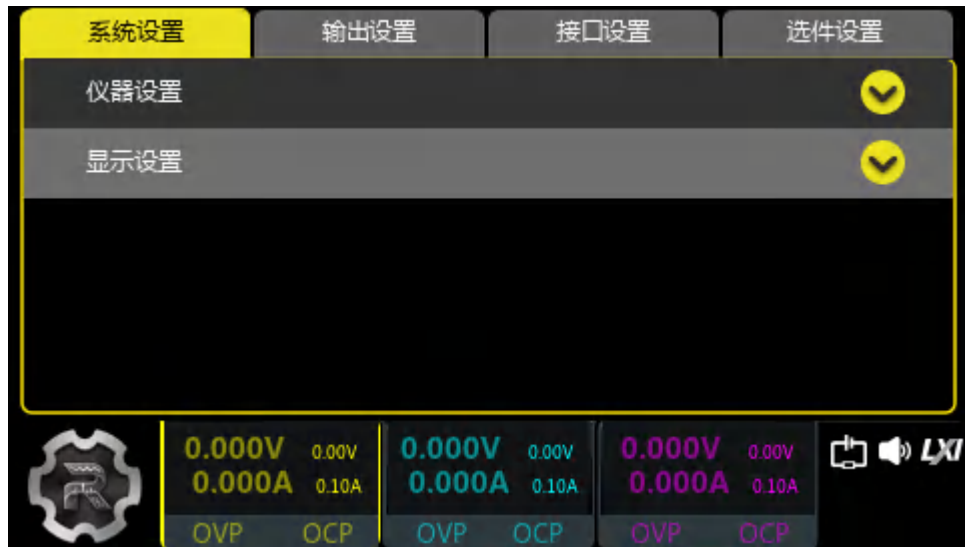 系统设置 输出设置 接口设置 选件设置
仪器设置
显示设置
0.000V 0.00V 0.000V 0.00V 0.000V 0.00V
0.000A 0.10A 0.000A 0.10A 0.000A 0.10A
OVP OCP OVP OCP OVP OCP
R
LXI